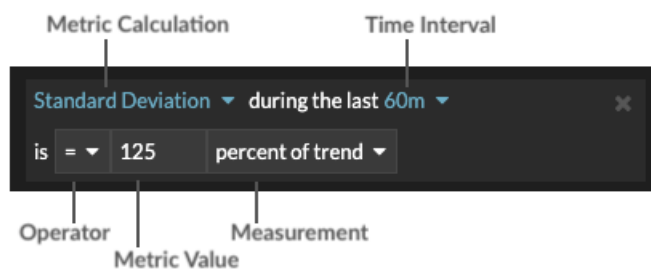 Metric Calculation
Time Interval
Standard Deviation during the last 60m
is = 125 percent of trend
Operator
Measurement
Metric Value